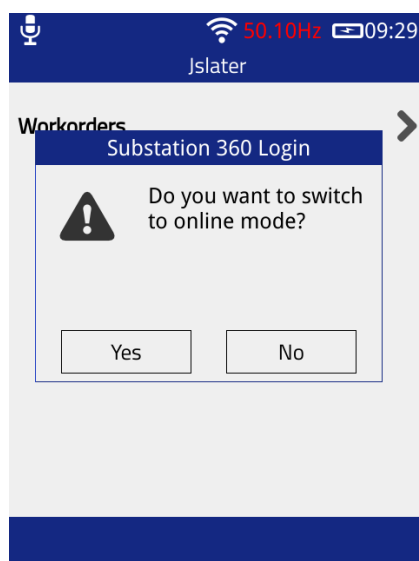 50.10Hz 09:29
Jslater
Workorders
Substation 360 Login
Do you want to switch
to online mode?
Yes No